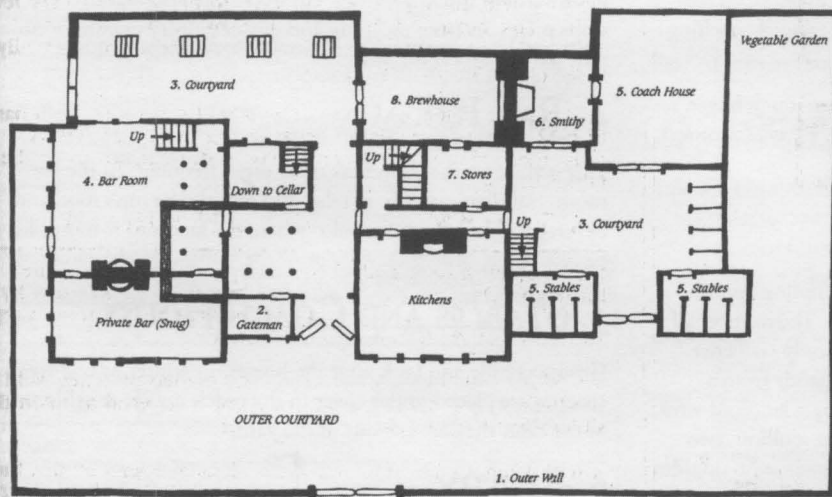 Vegetable Garden
3. Courtyard
8. Brewhouse
5. Coach House
6. Smithy
Up
Up
4. Bar Room
Down to Cellar
7. Stores
Up
3. Courtyard
5. Stables
5. Stables
Kitchens
2.
Gateman
Private Bar (Snug)
OUTER COURTYARD
1. Outer Wall